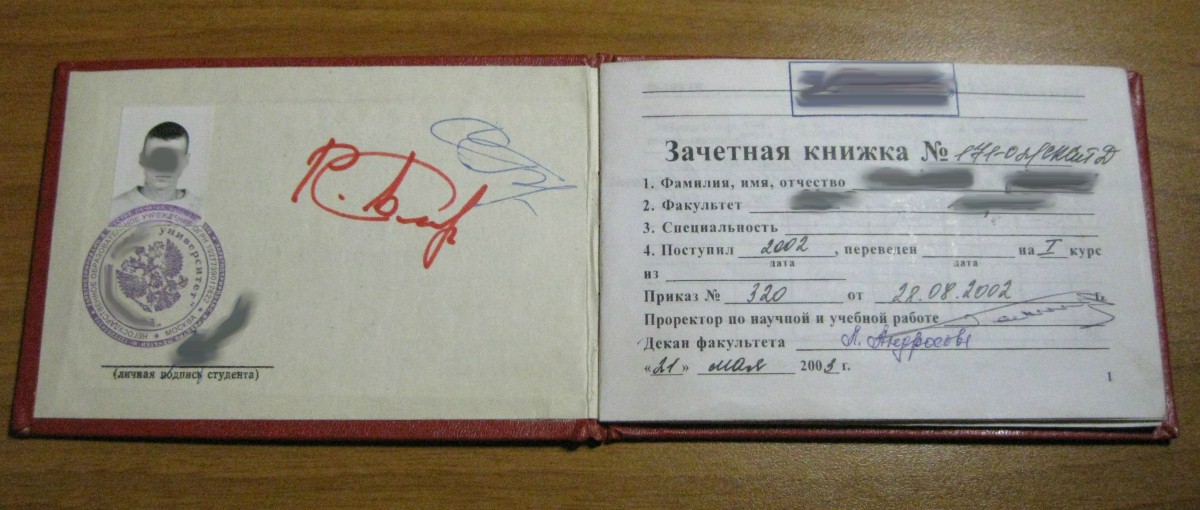 университет"
(личная подпись студента)
Зачетная книжка №
1. Фамилия, имя, отчество
2. Факультет
3. Специальность
4. Поступил 2002, переведен на I курс
дата дата
из
Приказ № 320 от 28.08.2002 г.
Проректор по научной и учебной работе
Декан факультета
«21» мая 2003 г.
1